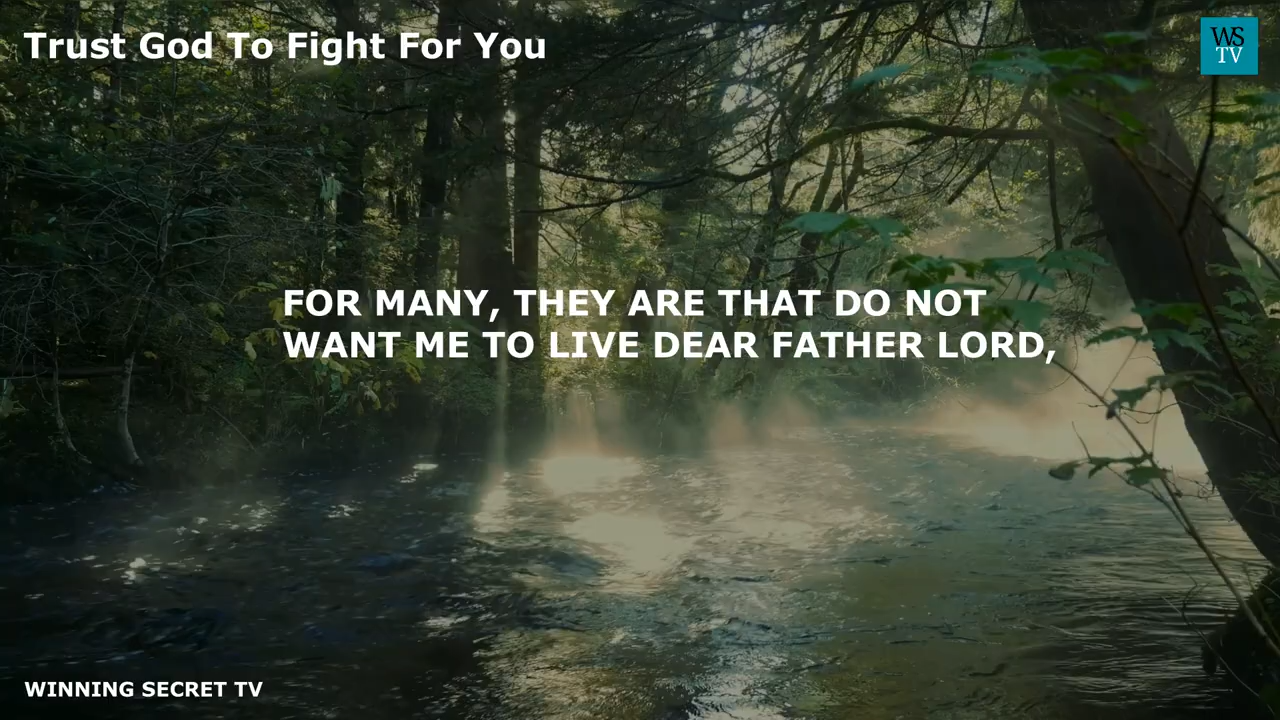 Trust God To Fight For You
WS
TV
FOR MANY, THEY ARE THAT DO NOT
WANT ME TO LIVE DEAR FATHER LORD,
WINNING SECRET TV